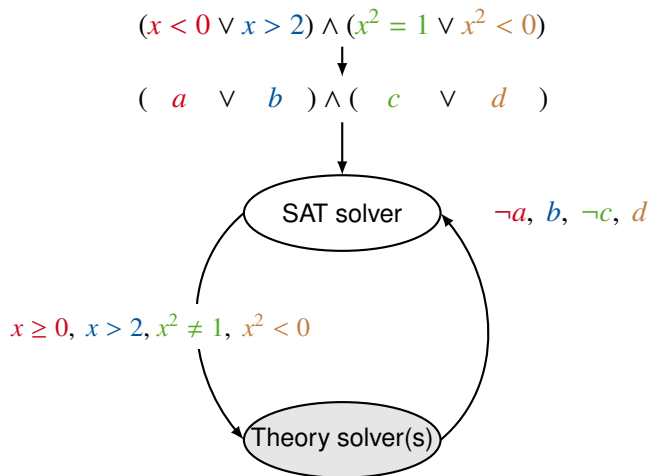 (x < 0 ∨ x > 2) ∧ (x² = 1 ∨ x² < 0)
( a ∨ b ) ∧ ( c ∨ d )
SAT solver
¬a, b, ¬c, d
x ≥ 0, x > 2, x² ≠ 1, x² < 0
Theory solver(s)